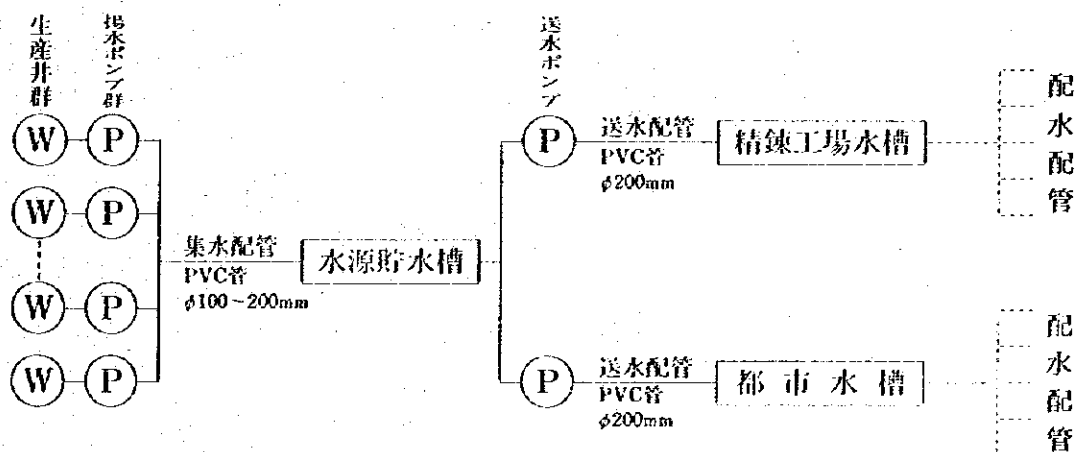 生産井群
揚水ポンプ群
送水ポンプ
W P
W P
W P
W P
集水配管
PVC管
φ100~200mm
水源貯水槽
P
送水配管
PVC管
φ200mm
精錬工場水槽
配水配管
P
送水配管
PVC管
φ200mm
都市水槽
配水配管